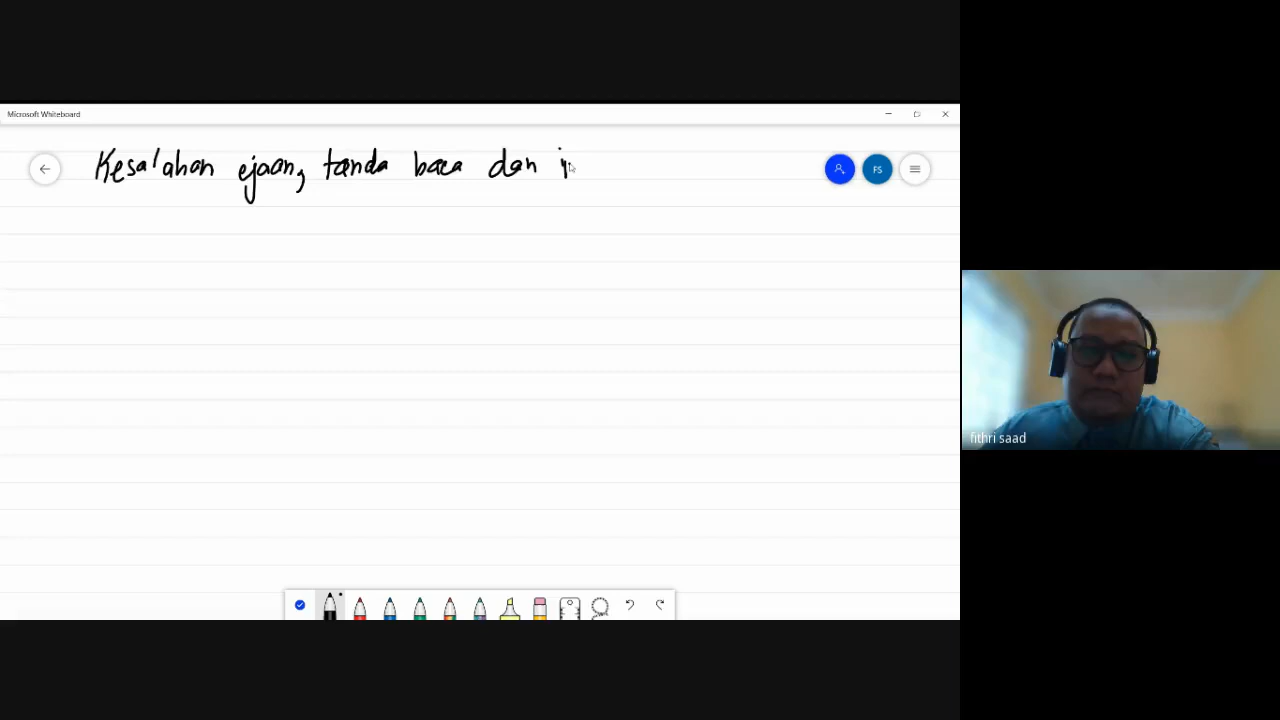 Microsoft Whiteboard
Kesalahan ejaan, tanda baca dan
FS
fithri saad